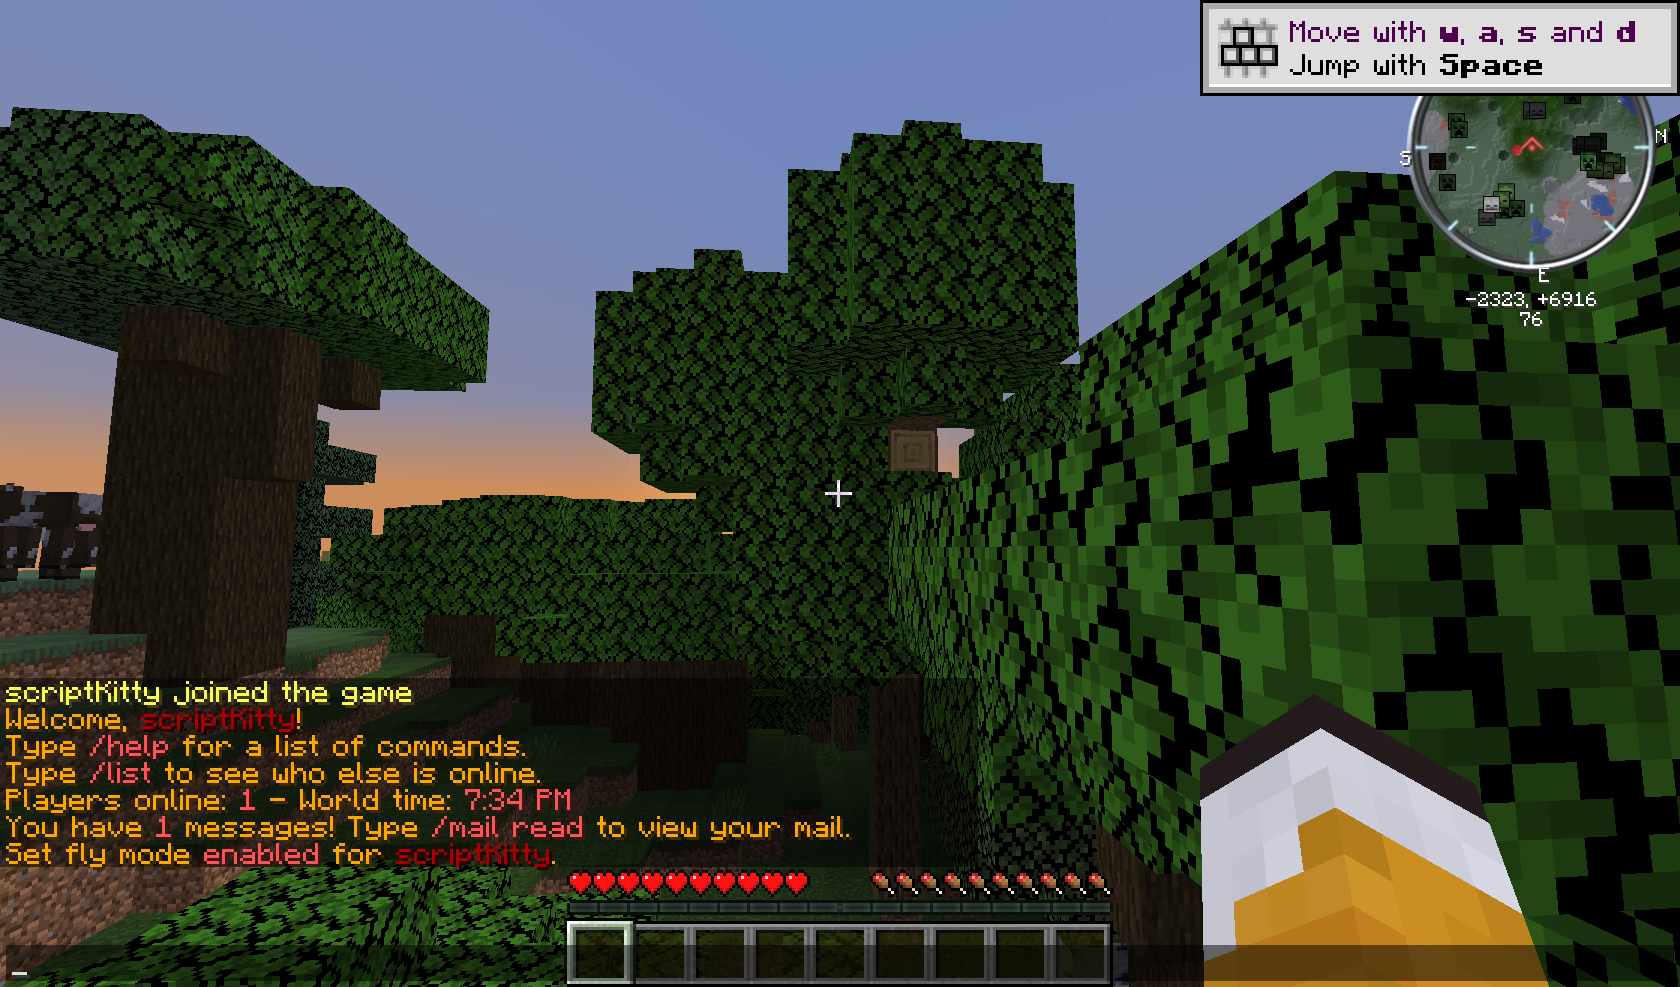 Move with w, a, s and d
Jump with Space
N
S
E
-2323, +6916
76
scriptKitty joined the game
Welcome, scriptKitty!
Type /help for a list of commands.
Type /list to see who else is online.
Players online: 1 - World time: 7:34 PM
You have 1 messages! Type /mail read to view your mail.
Set fly mode enabled for scriptKitty.
_